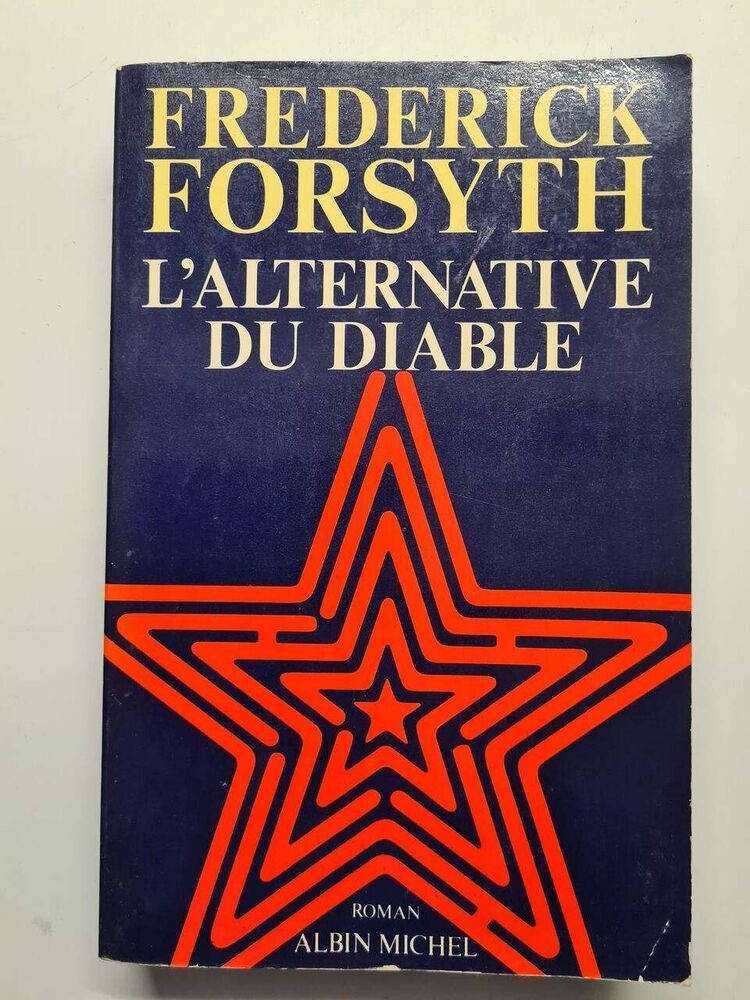 FREDERICK
FORSYTH
L'ALTERNATIVE
DU DIABLE
ROMAN
ALBIN MICHEL